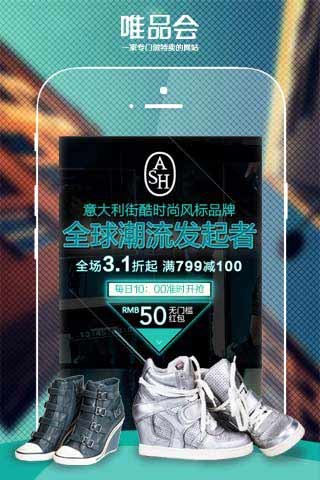 唯品会
一家专门做特卖的网站
ASH
意大利街酷时尚风标品牌
全球潮流发起者
全场3.1折起 满799减100
每日10：00准时开抢
RMB 50 无门槛红包